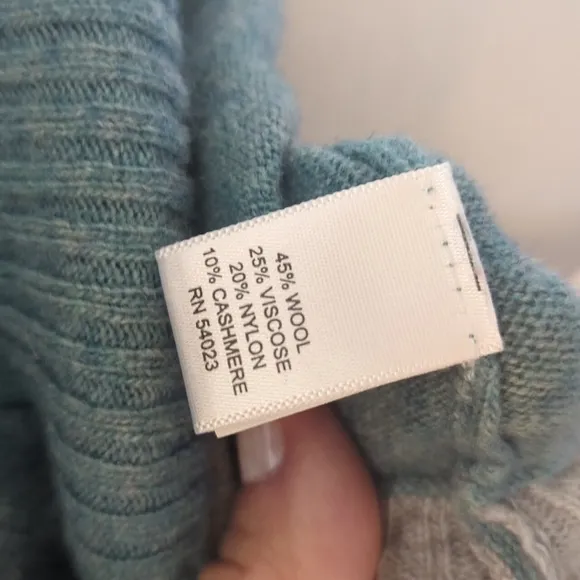 45% WOOL
25% VISCOSE
20% NYLON
10% CASHMERE
RN 54023